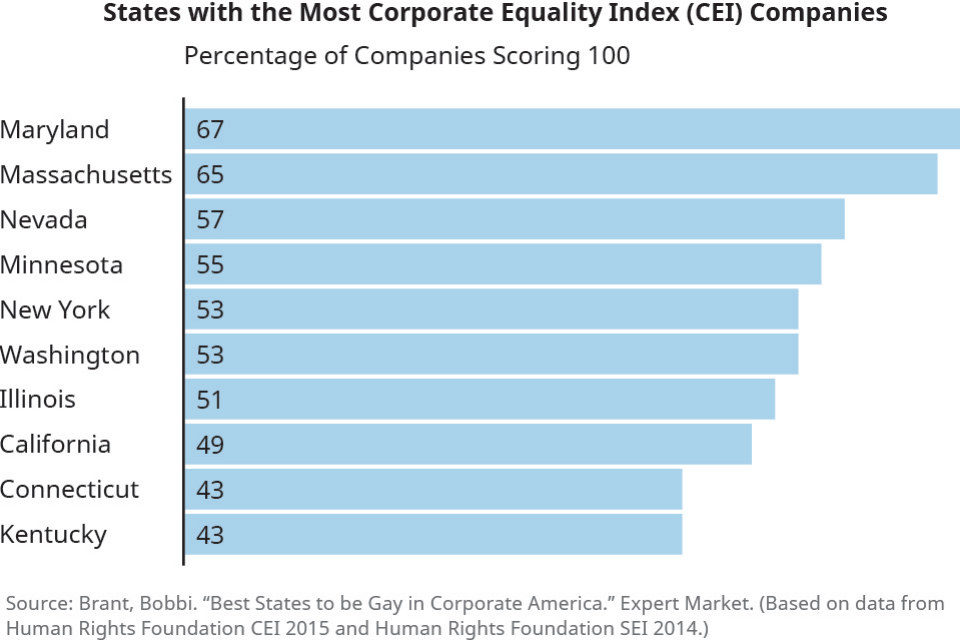 States with the Most Corporate Equality Index (CEI) Companies
Percentage of Companies Scoring 100
Maryland 67
Massachusetts 65
Nevada 57
Minnesota 55
New York 53
Washington 53
Illinois 51
California 49
Connecticut 43
Kentucky 43
Source: Brant, Bobbi. “Best States to be Gay in Corporate America.” Expert Market. (Based on data from
Human Rights Foundation CEI 2015 and Human Rights Foundation SEI 2014.)